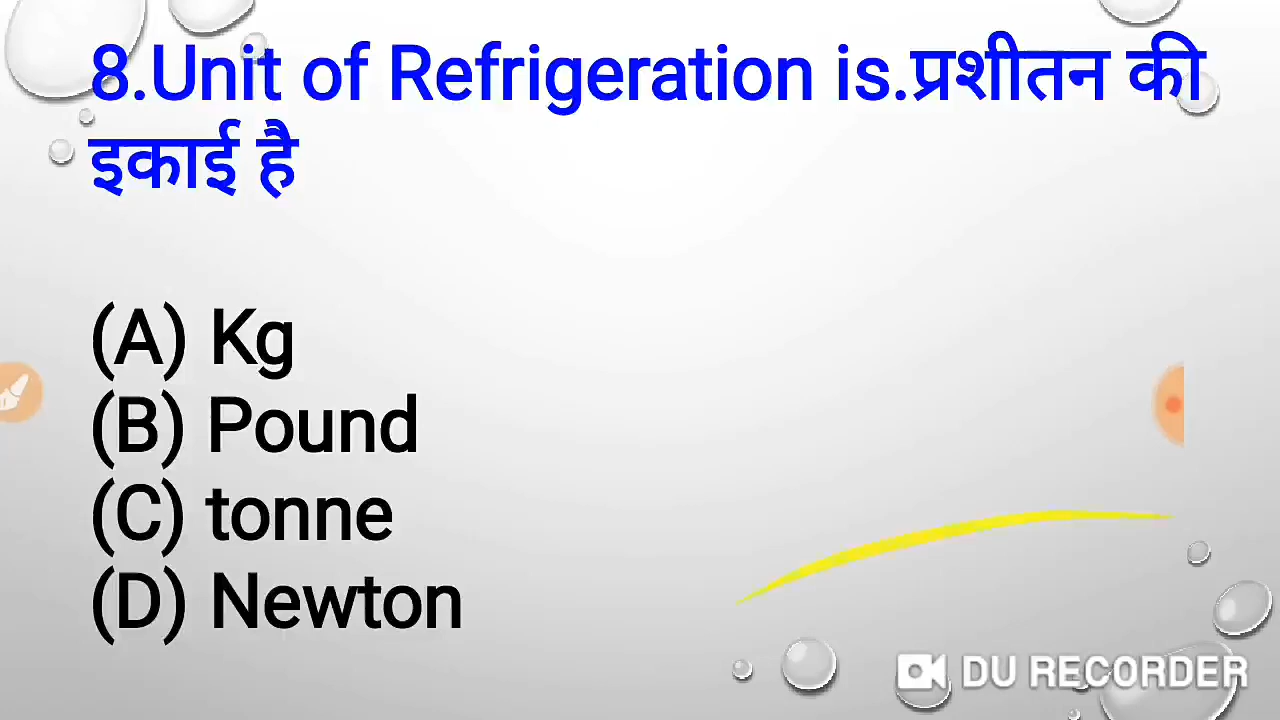 8.Unit of Refrigeration is.प्रशीतन की
इकाई है
(A) Kg
(B) Pound
(C) tonne
(D) Newton
DU RECORDER